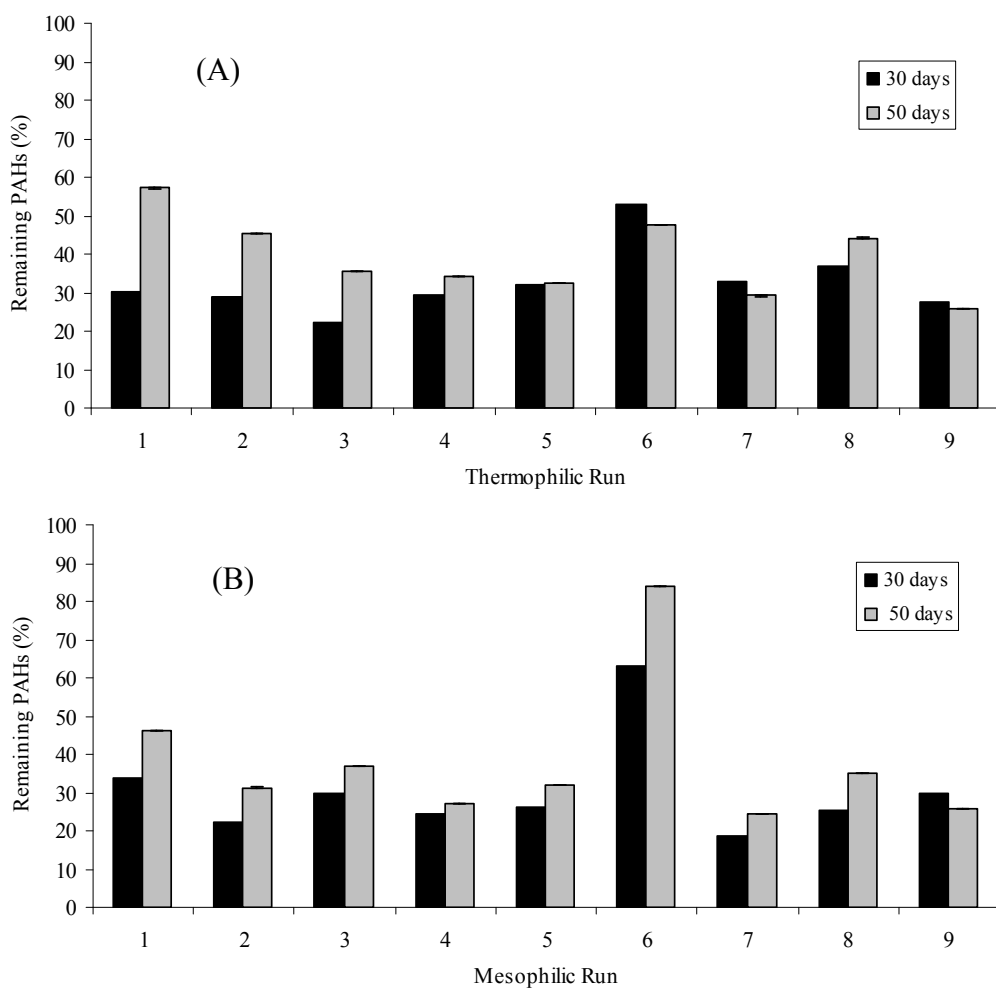 100
90
80
70
60
50
40
30
20
10
0
Remaining PAHs (%)
(A)
30 days
50 days
1 2 3 4 5 6 7 8 9
Thermophilic Run
100
90
80
70
60
50
40
30
20
10
0
Remaining PAHs (%)
(B)
30 days
50 days
1 2 3 4 5 6 7 8 9
Mesophilic Run